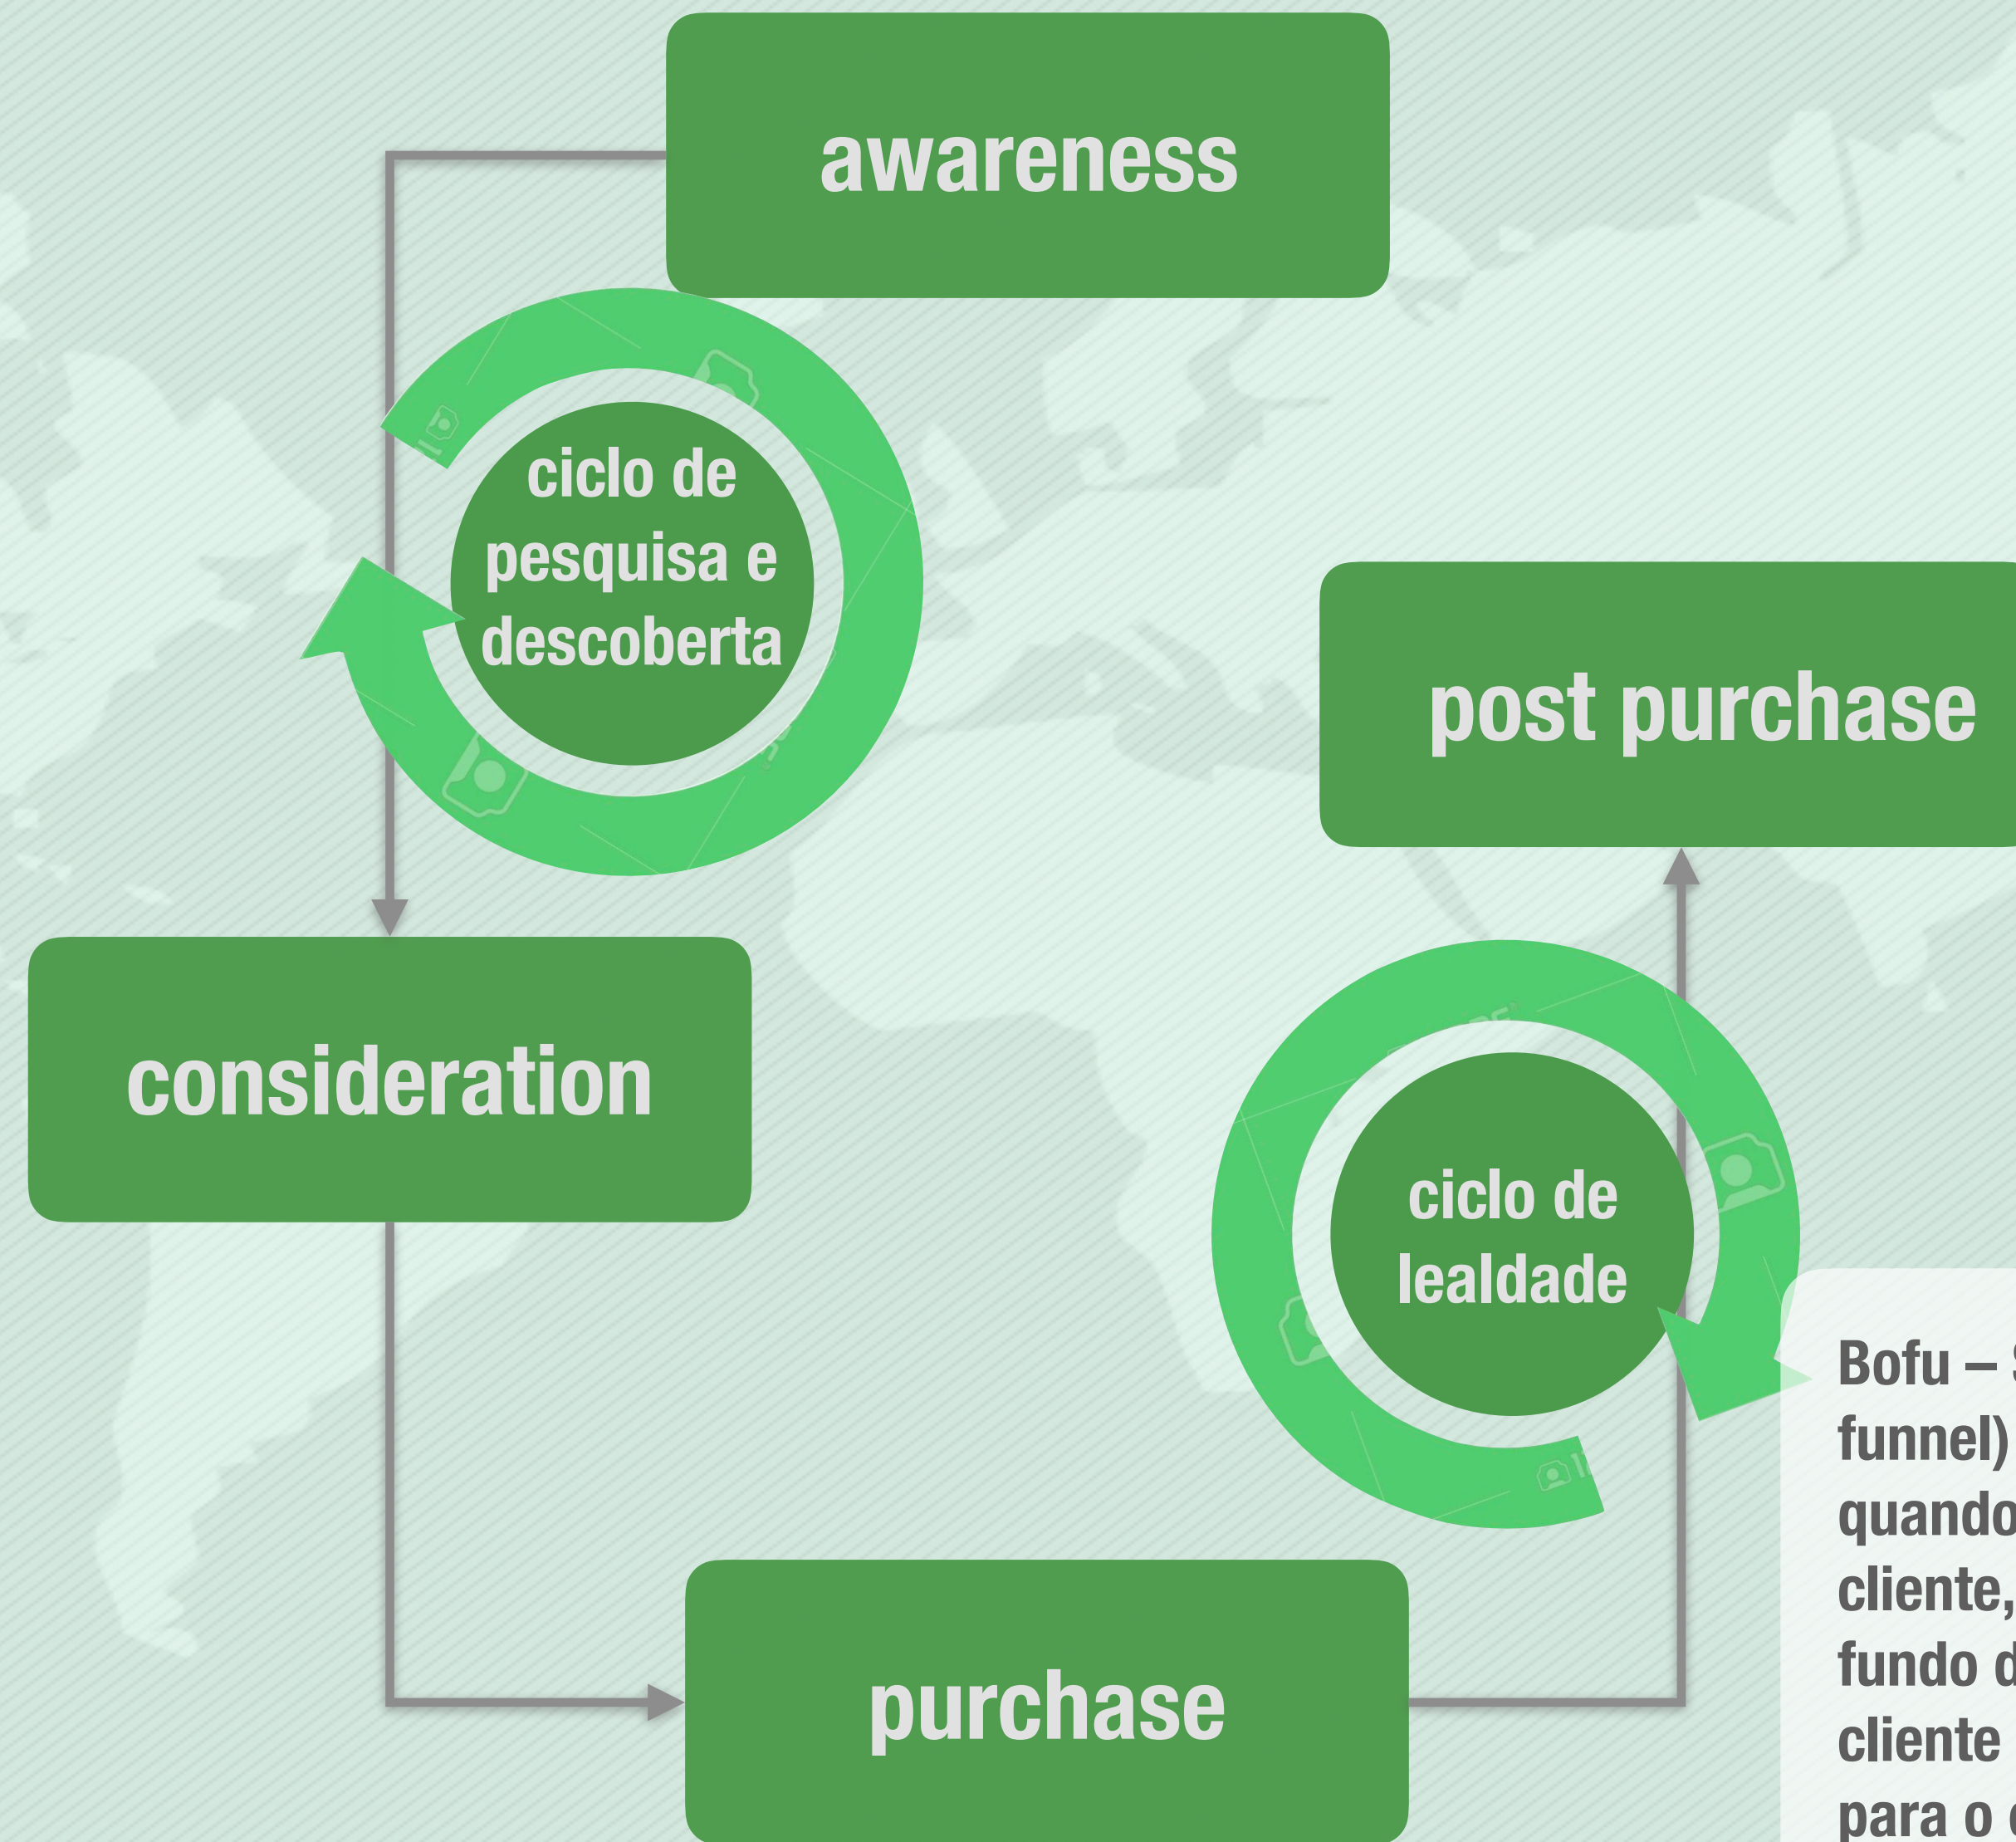 awareness
ciclo de
pesquisa e
descoberta
post purchase
consideration
ciclo de
lealdade
Bofu –
funnel)
quando
cliente,
fundo
cliente
para o
purchase